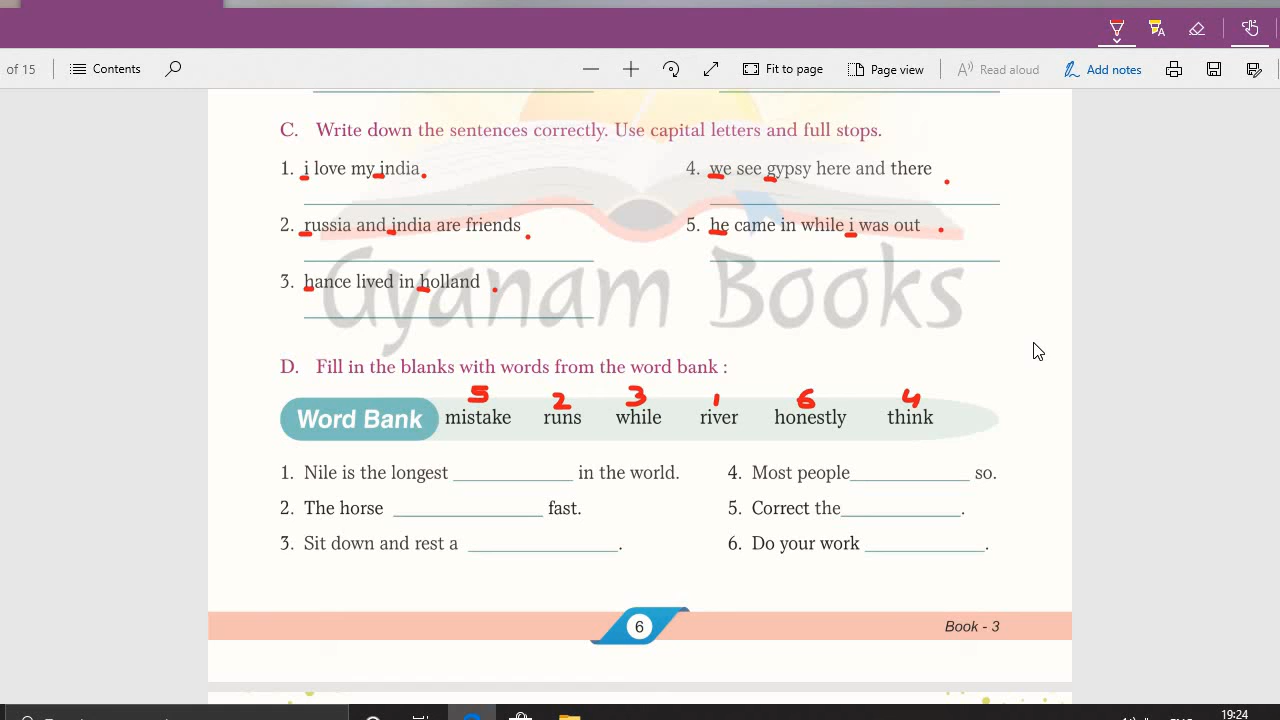 of 15 Contents Fit to page Page view Read aloud Add notes
C. Write down the sentences correctly. Use capital letters and full stops.
1. i love my india.
2. russia and india are friends.
3. hance lived in holland.
4. we see gypsy here and there.
5. he came in while i was out.
Gyanam Books
D. Fill in the blanks with words from the word bank :
5 2 3 1 6 4
Word Bank mistake runs while river honestly think
1. Nile is the longest ____________ in the world.
2. The horse _______________ fast.
3. Sit down and rest a _______________.
4. Most people____________ so.
5. Correct the____________.
6. Do your work ____________.
6
Book - 3
19:24